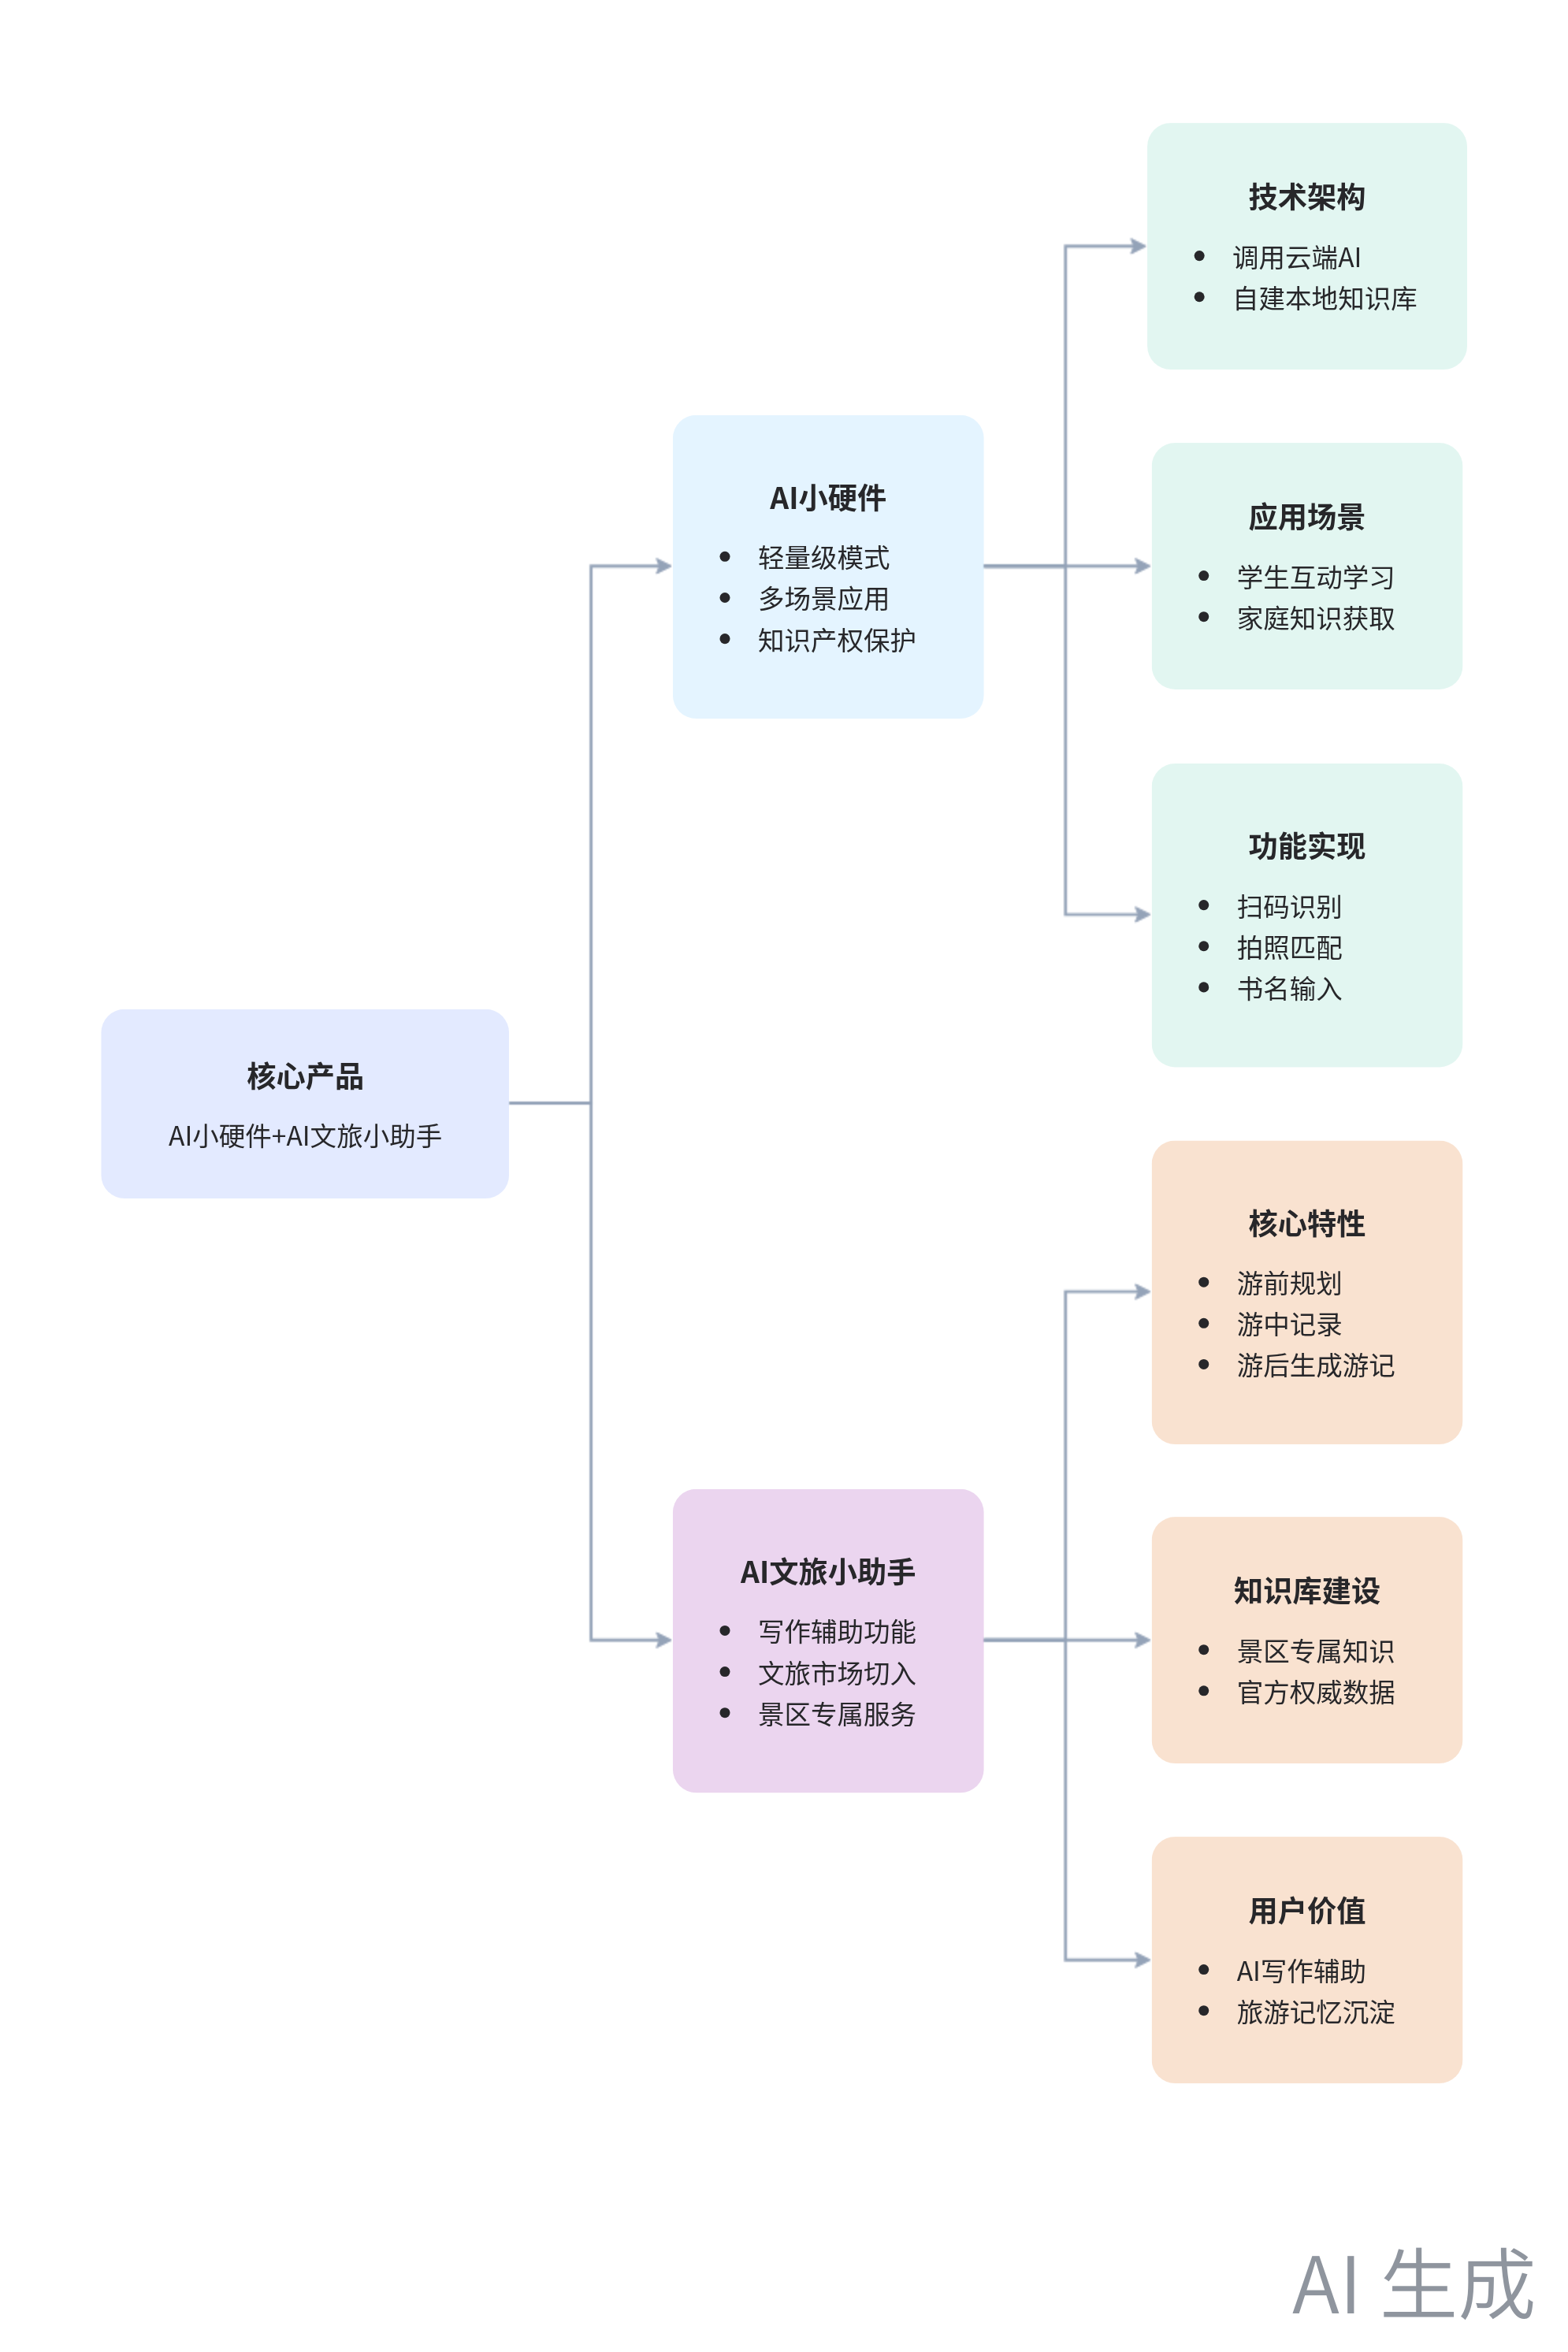 技术架构
• 调用云端AI
• 自建本地知识库
AI小硬件
• 轻量级模式
• 多场景应用
• 知识产权保护
应用场景
• 学生互动学习
• 家庭知识获取
功能实现
• 扫码识别
• 拍照匹配
• 书名输入
核心产品
AI小硬件+AI文旅小助手
核心特性
• 游前规划
• 游中记录
• 游后生成游记
AI文旅小助手
• 写作辅助功能
• 文旅市场切入
• 景区专属服务
知识库建设
• 景区专属知识
• 官方权威数据
用户价值
• AI写作辅助
• 旅游记忆沉淀
AI 生成